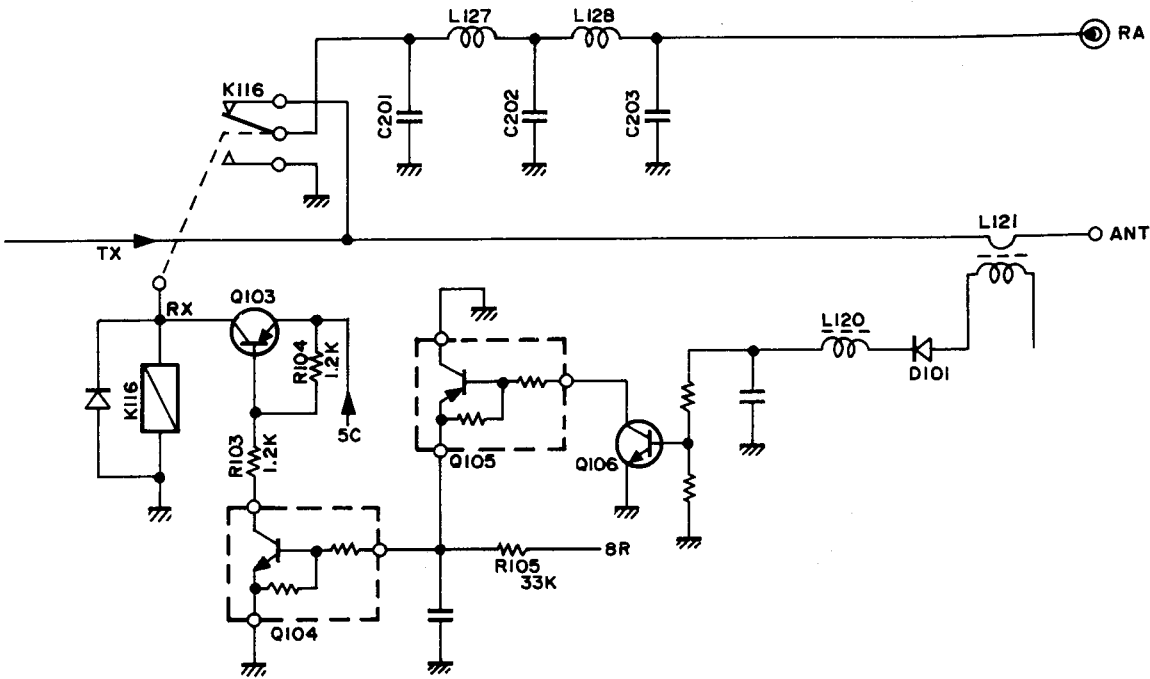 L127
L128
RA
K116
C201
C202
C203
L121
TX
ANT
Q103
RX
R104
1.2K
L120
D101
K116
5C
R103
1.2K
Q105
Q106
8R
R105
33K
Q104